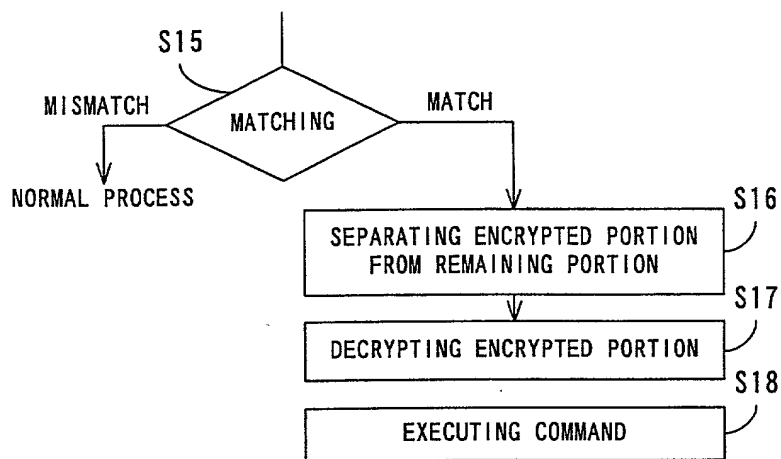 S15
MISMATCH
MATCHING
MATCH
NORMAL PROCESS
S16
SEPARATING ENCRYPTED PORTION
FROM REMAINING PORTION
S17
DECRYPTING ENCRYPTED PORTION
S18
EXECUTING COMMAND